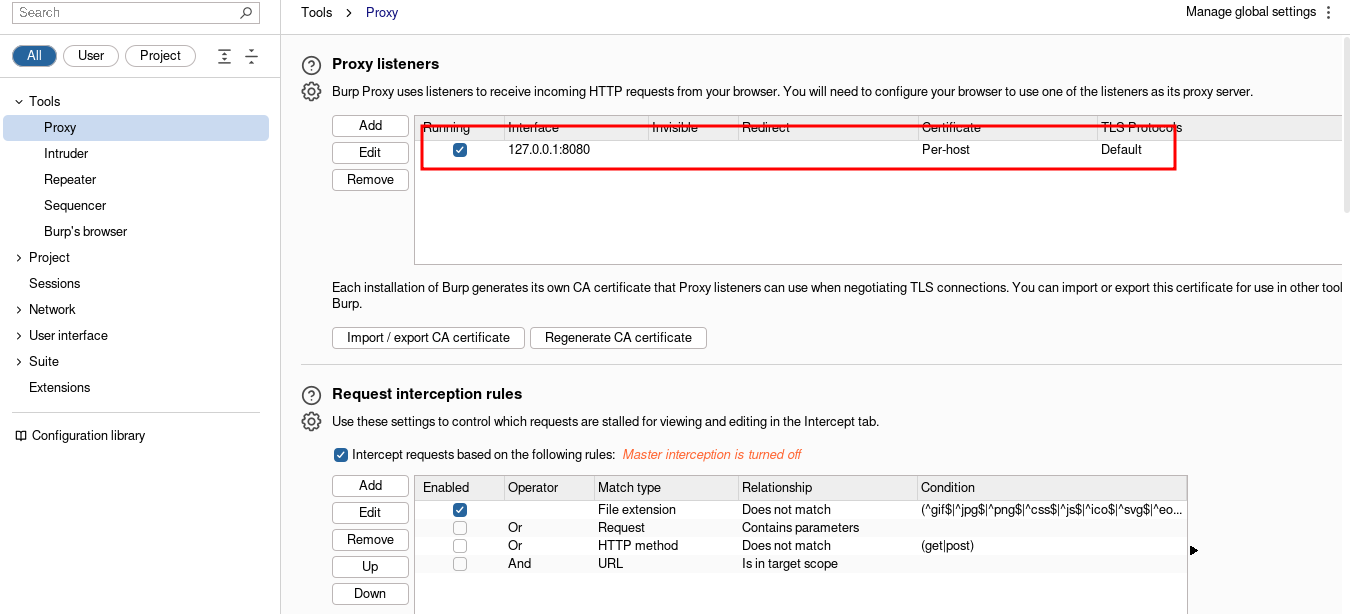 Search
Tools > Proxy
Manage global settings
All User Project
Tools
Proxy
Intruder
Repeater
Sequencer
Burp's browser
Project
Sessions
Network
User interface
Suite
Extensions
Configuration library
Proxy listeners
Burp Proxy uses listeners to receive incoming HTTP requests from your browser. You will need to configure your browser to use one of the listeners as its proxy server.
Add
Edit
Remove
Running Interface Invisible Redirect Certificate TLS Protocols
127.0.0.1:8080 Per-host Default
Each installation of Burp generates its own CA certificate that Proxy listeners can use when negotiating TLS connections. You can import or export this certificate for use in other tool
Burp.
Import / export CA certificate Regenerate CA certificate
Request interception rules
Use these settings to control which requests are stalled for viewing and editing in the Intercept tab.
Intercept requests based on the following rules: Master interception is turned off
Add
Edit
Remove
Up
Down
Enabled Operator Match type Relationship Condition
File extension Does not match (^gif$|^jpg$|^png$|^css$|^js$|^ico$|^svg$|^eo...
Or Request Contains parameters
Or HTTP method Does not match (get|post)
And URL Is in target scope